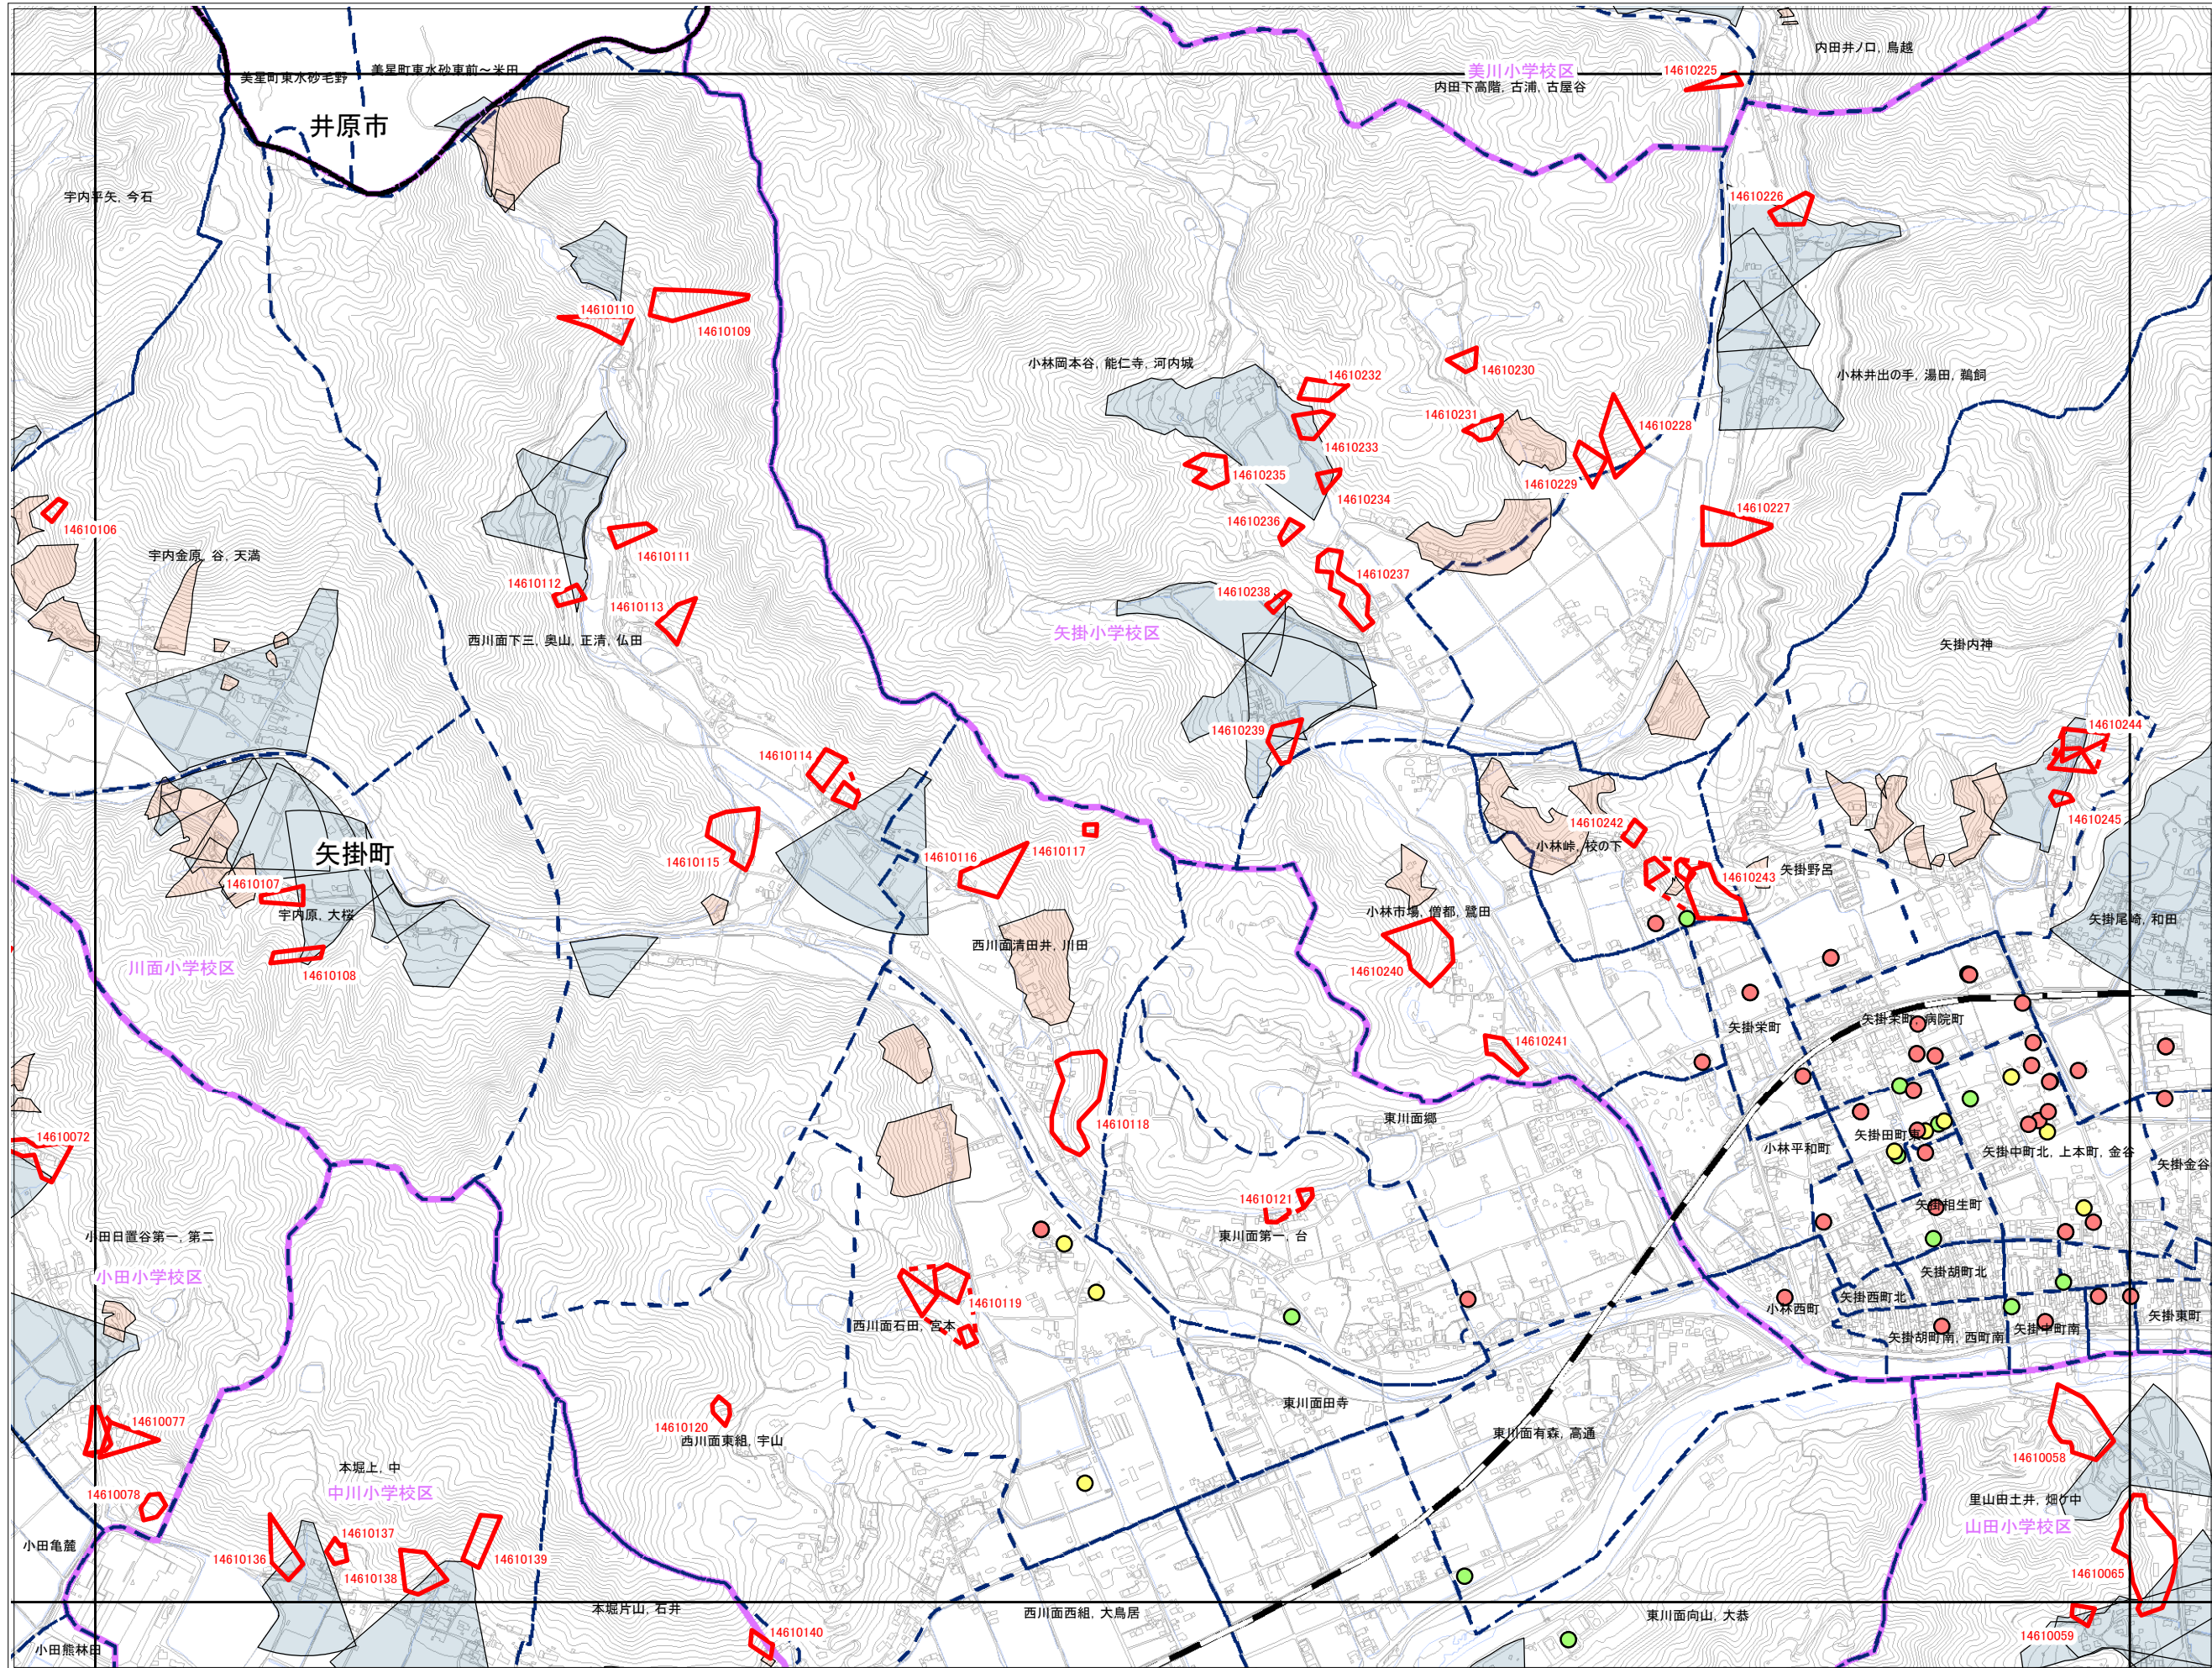 内田井ノ口, 鳥越
美川小学校区
14610225
美星町東水砂毛野
美星町東水砂東前～米田
内田下高階, 古浦, 古屋谷
井原市
宇内平矢, 今石
14610226
14610110
14610109
小林岡本谷, 能仁寺, 河内城
14610232
14610230
小林井出の手, 湯田, 鵜飼
14610231
14610228
14610233
14610235
14610229
14610234
14610227
14610106
14610236
宇内金原, 谷, 天満
14610111
14610237
14610112
14610238
14610113
矢掛小学校区
西川面下三, 奥山, 正清, 仏田
矢掛内神
14610244
14610239
14610114
14610245
14610242
矢掛町
小林峠, 校の下
14610116
14610117
14610115
矢掛野呂
14610243
14610107
宇内原, 大桜
小林市場, 僧都, 鷺田
矢掛尾崎, 和田
西川面清田井, 川田
川面小学校区
14610108
14610240
矢掛栄町
矢掛栄町, 病院町
14610241
東川面郷
14610118
14610072
矢掛田町東
小林平和町
矢掛中町北, 上本町, 金谷
矢掛金谷
14610121
矢掛相生町
小田日置谷第一, 第二
東川面第一, 台
小田小学校区
矢掛胡町北
14610119
矢掛西町北
小林西町
西川面石田, 宮本
矢掛中町南
矢掛東町
矢掛胡町南, 西町南
東川面田寺
14610077
14610120
西川面東組, 宇山
東川面有森, 高通
14610058
本堀上, 中
14610078
中川小学校区
里山田土井, 畑ケ中
山田小学校区
小田亀麓
14610136
14610137
14610138
14610139
14610065
本堀片山, 石井
西川面西組, 大鳥居
東川面向山, 大恭
14610140
14610059
小田熊林田